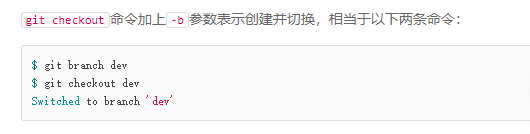 git checkout命令加上-b参数表示创建并切换，相当于以下两条命令：
$ git branch dev
$ git checkout dev
Switched to branch 'dev'